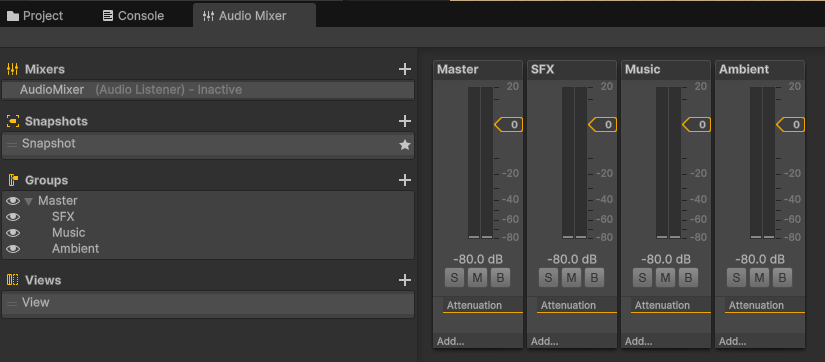 Project Console Audio Mixer
Mixers +
AudioMixer (Audio Listener) - Inactive
Snapshots +
Snapshot
Groups +
Master
SFX
Music
Ambient
Views +
View
Master SFX Music Ambient
20 20 20 20
0 0 0 0
-20 -20 -20 -20
-40 -40 -40 -40
-60 -60 -60 -60
-80 -80 -80 -80
-80.0 dB -80.0 dB -80.0 dB -80.0 dB
S M B S M B S M B S M B
Attenuation Attenuation Attenuation Attenuation
Add... Add... Add... Add...